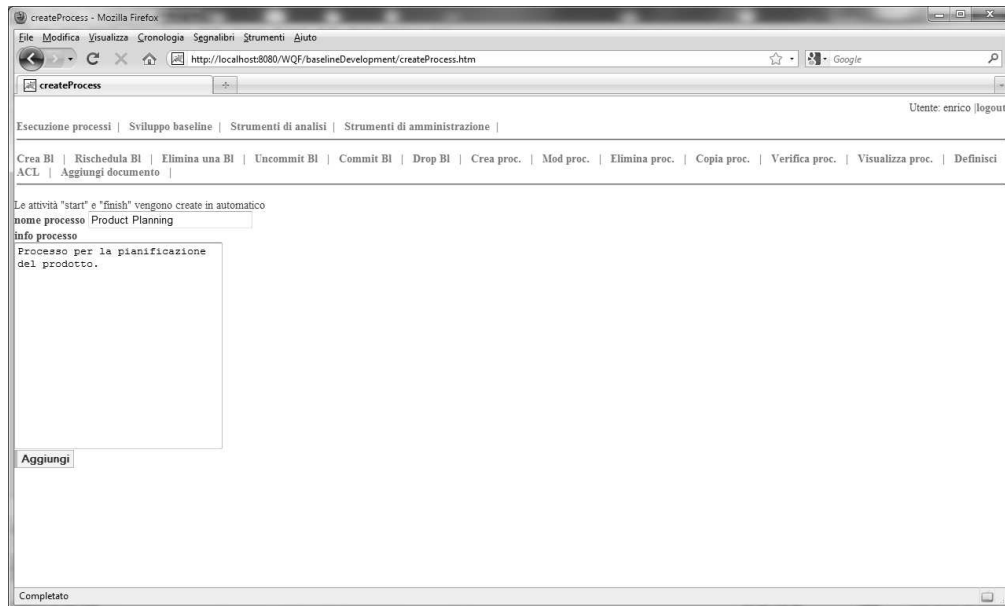 createProcess - Mozilla Firefox
File Modifica Visualizza Cronologia Segnalibri Strumenti Aiuto
http://localhost:8080/WQF/baselineDevelopment/createProcess.htm
Google
createProcess
Utente: enrico |logout
Esecuzione processi | Sviluppo baseline | Strumenti di analisi | Strumenti di amministrazione |
Crea Bl | Rischedula Bl | Elimina una Bl | Uncommit Bl | Commit Bl | Drop Bl | Crea proc. | Mod proc. | Elimina proc. | Copia proc. | Verifica proc. | Visualizza proc. | Definisci
ACL | Aggiungi documento |
Le attività "start" e "finish" vengono create in automatico
nome processo Product Planning
info processo
Processo per la pianificazione
del prodotto.
Aggiungi
Completato